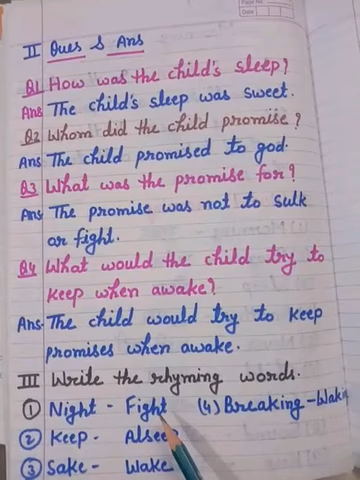 Page No
Date
II Ques & Ans
Q1 How was the child's sleep?
Ans The child's sleep was sweet.
Q2 Whom did the child promise?
Ans The child promised to god.
Q3 What was the promise for?
Ans The promise was not to sulk
or fight.
Q4 What would the child try to
keep when awake?
Ans- The child would try to keep
promises when awake.
III Write the rhyming words.
① Night - Fight (4) Breaking - Wakin
② Keep - Alseep
③ Sake - Wake